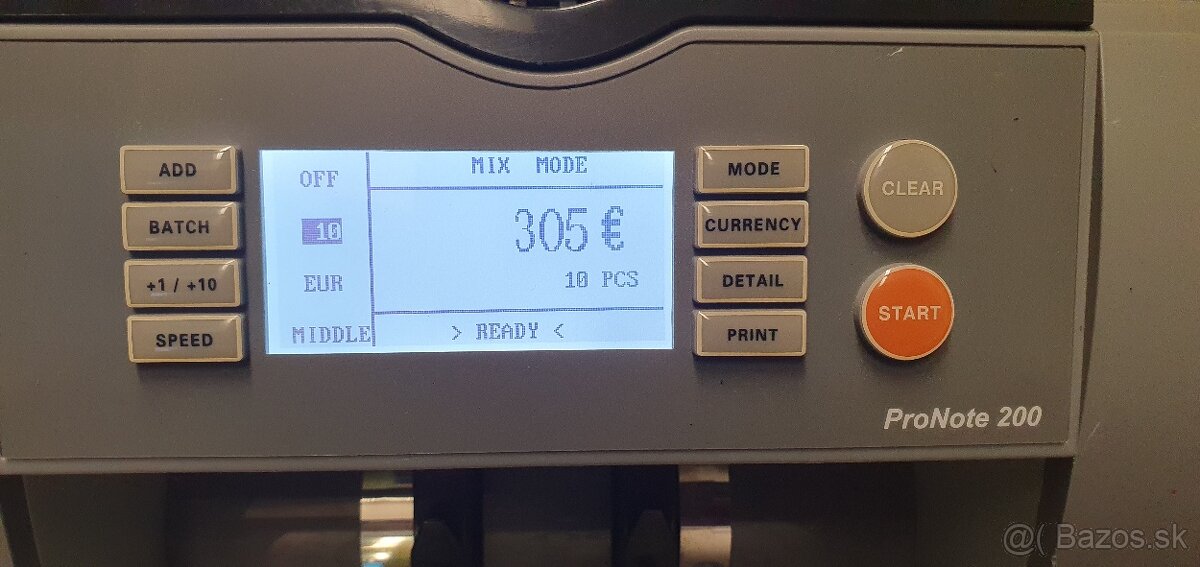 ADD
BATCH
+1 / +10
SPEED
OFF
10
EUR
MIDDLE
MIX MODE
305 €
10 PCS
> READY <
MODE
CURRENCY
DETAIL
PRINT
CLEAR
START
ProNote 200
@( Bazos.sk